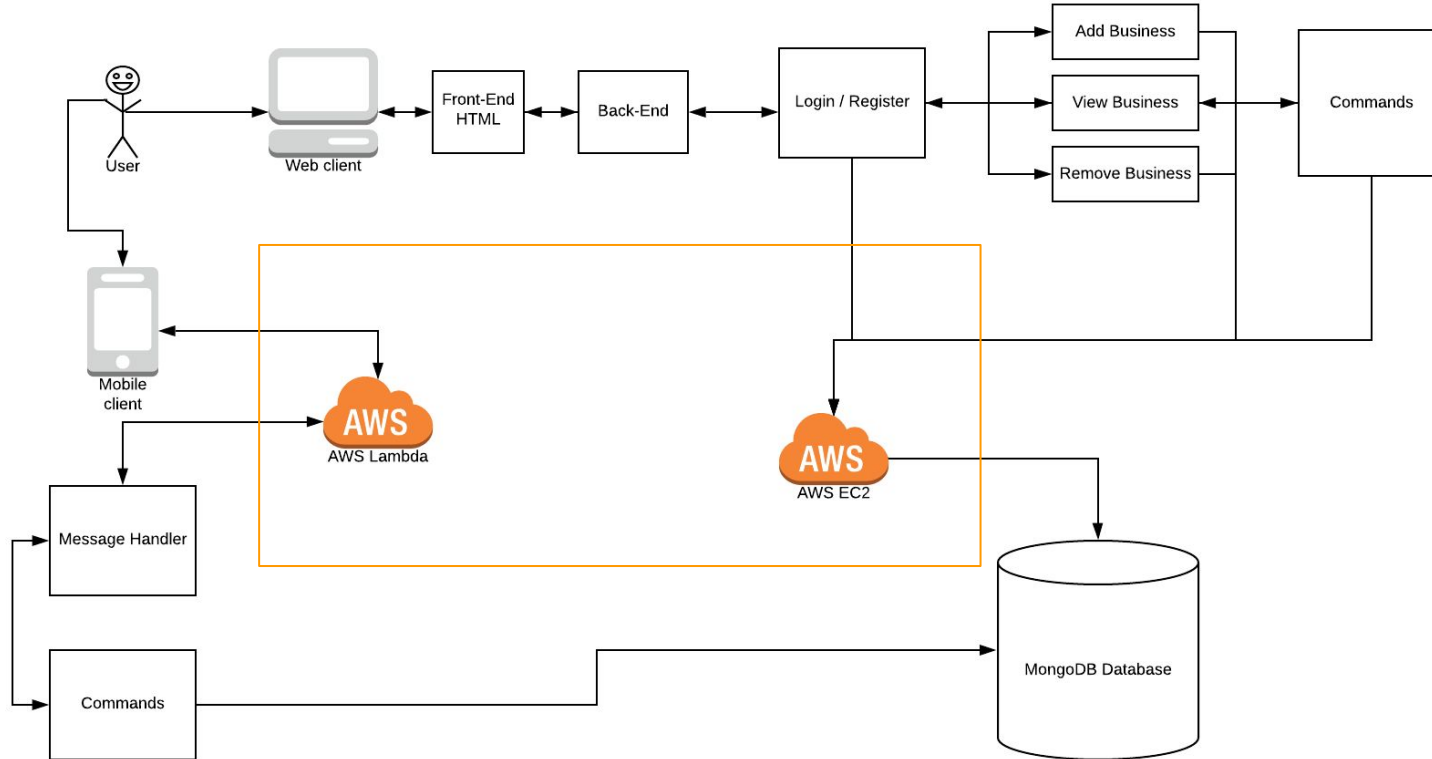 Add Business
Front-End
HTML
Back-End
Login / Register
View Business
Commands
User
Web client
Remove Business
Mobile
client
AWS
AWS Lambda
AWS
AWS EC2
Message Handler
MongoDB Database
Commands